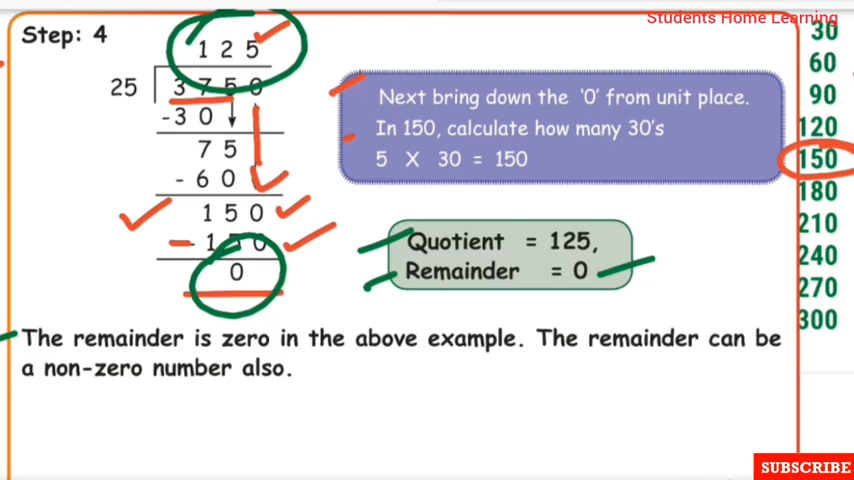 Students Home Learning
Step: 4
125
25 3750
-30
75
- 60
150
- 150
0
Next bring down the '0' from unit place.
In 150, calculate how many 30's
5 X 30 = 150
Quotient = 125,
Remainder = 0
The remainder is zero in the above example. The remainder can be
a non-zero number also.
30
60
90
120
150
180
210
240
270
300
SUBSCRIBE